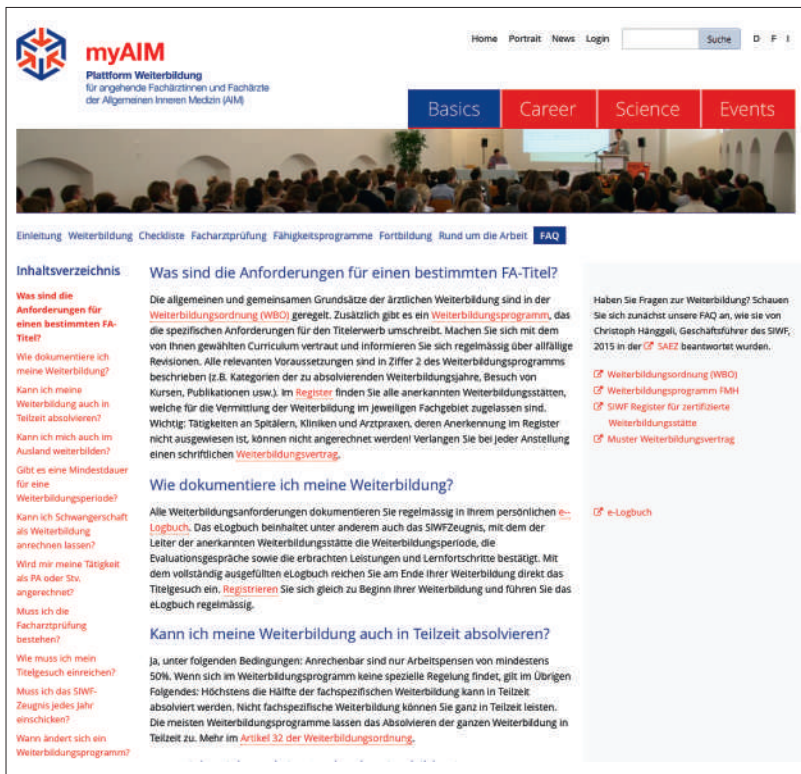 Home Portrait News Login Suche D F I
myAIM
Plattform Weiterbildung
für angehende Fachärztinnen und Fachärzte
der Allgemeinen Inneren Medizin (AIM)
Basics Career Science Events
Einleitung Weiterbildung Checkliste Facharztprüfung Fähigkeitsprogramme Fortbildung Rund um die Arbeit FAQ
Inhaltsverzeichnis
Was sind die
Anforderungen für
einen bestimmten FA-
Titel?
Wie dokumentiere ich
meine Weiterbildung?
Kann ich meine
Weiterbildung auch in
Teilzeit absolvieren?
Kann ich mich auch im
Ausland weiterbilden?
Gibt es eine Mindestdauer
für eine
Weiterbildungsperiode?
Kann ich Schwangerschaft
als Weiterbildung
anrechnen lassen?
Wird mir meine Tätigkeit
als PA oder Stv.
angerechnet?
Muss ich die
Facharztprüfung
bestehen?
Wie muss ich mein
Titelgesuch einreichen?
Muss ich das SIWF-
Zeugnis jedes Jahr
einschicken?
Wann ändert sich ein
Weiterbildungsprogramm?
Was sind die Anforderungen für einen bestimmten FA-Titel?
Die allgemeinen und gemeinsamen Grundsätze der ärztlichen Weiterbildung sind in der
Weiterbildungsordnung (WBO) geregelt. Zusätzlich gibt es ein Weiterbildungsprogramm, das
die spezifischen Anforderungen für den Titelerwerb umschreibt. Machen Sie sich mit dem
von Ihnen gewählten Curriculum vertraut und informieren Sie sich regelmässig über allfällige
Revisionen. Alle relevanten Voraussetzungen sind in Ziffer 2 des Weiterbildungsprogramms
beschrieben (z.B. Kategorien der zu absolvierenden Weiterbildungsjahre, Besuch von
Kursen, Publikationen usw.). Im Register finden Sie alle anerkannten Weiterbildungsstätten,
welche für die Vermittlung der Weiterbildung im jeweiligen Fachgebiet zugelassen sind.
Wichtig: Tätigkeiten an Spitälern, Kliniken und Arztpraxen, deren Anerkennung im Register
nicht ausgewiesen ist, können nicht angerechnet werden! Verlangen Sie bei jeder Anstellung
einen schriftlichen Weiterbildungsvertrag.
Wie dokumentiere ich meine Weiterbildung?
Alle Weiterbildungsanforderungen dokumentieren Sie regelmässig in Ihrem persönlichen e--
Logbuch. Das eLogbuch beinhaltet unter anderem auch das SIWFZeugnis, mit dem der
Leiter der anerkannten Weiterbildungsstätte die Weiterbildungsperiode, die
Evaluationsgespräche sowie die erbrachten Leistungen und Lernfortschritte bestätigt. Mit
dem vollständig ausgefüllten eLogbuch reichen Sie am Ende Ihrer Weiterbildung direkt das
Titelgesuch ein. Registrieren Sie sich gleich zu Beginn Ihrer Weiterbildung und führen Sie das
eLogbuch regelmässig.
Kann ich meine Weiterbildung auch in Teilzeit absolvieren?
Ja, unter folgenden Bedingungen: Anrechenbar sind nur Arbeitspensen von mindestens
50%. Wenn sich im Weiterbildungsprogramm keine spezielle Regelung findet, gilt im Übrigen
Folgendes: Höchstens die Hälfte der fachspezifischen Weiterbildung kann in Teilzeit
absolviert werden. Nicht fachspezifische Weiterbildung können Sie ganz in Teilzeit leisten.
Die meisten Weiterbildungsprogramme lassen das Absolvieren der ganzen Weiterbildung in
Teilzeit zu. Mehr im Artikel 32 der Weiterbildungsordnung.
Haben Sie Fragen zur Weiterbildung? Schauen
Sie sich zunächst unsere FAQ an, wie sie von
Christoph Hänggeli, Geschäftsführer des SIWF,
2015 in der SAEZ beantwortet wurden.
Weiterbildungsordnung (WBO)
Weiterbildungsprogramm FMH
SIWF Register für zertifizierte
Weiterbildungsstätte
Muster Weiterbildungsvertrag
e-Logbuch